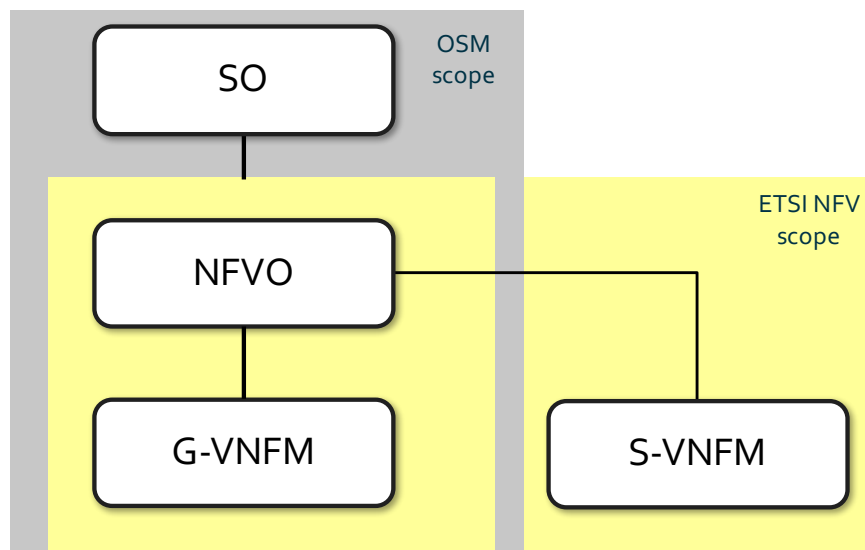 SO
OSM
scope
NFVO
ETSI NFV
scope
G-VNFM
S-VNFM